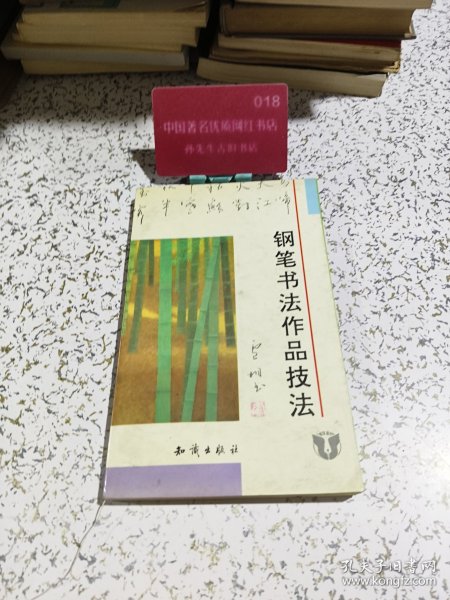 018
中国著名优质网红书店
孙先生古旧书店
钢笔书法作品技法
知识出版社
孔夫子旧书网
www.kongfz.com